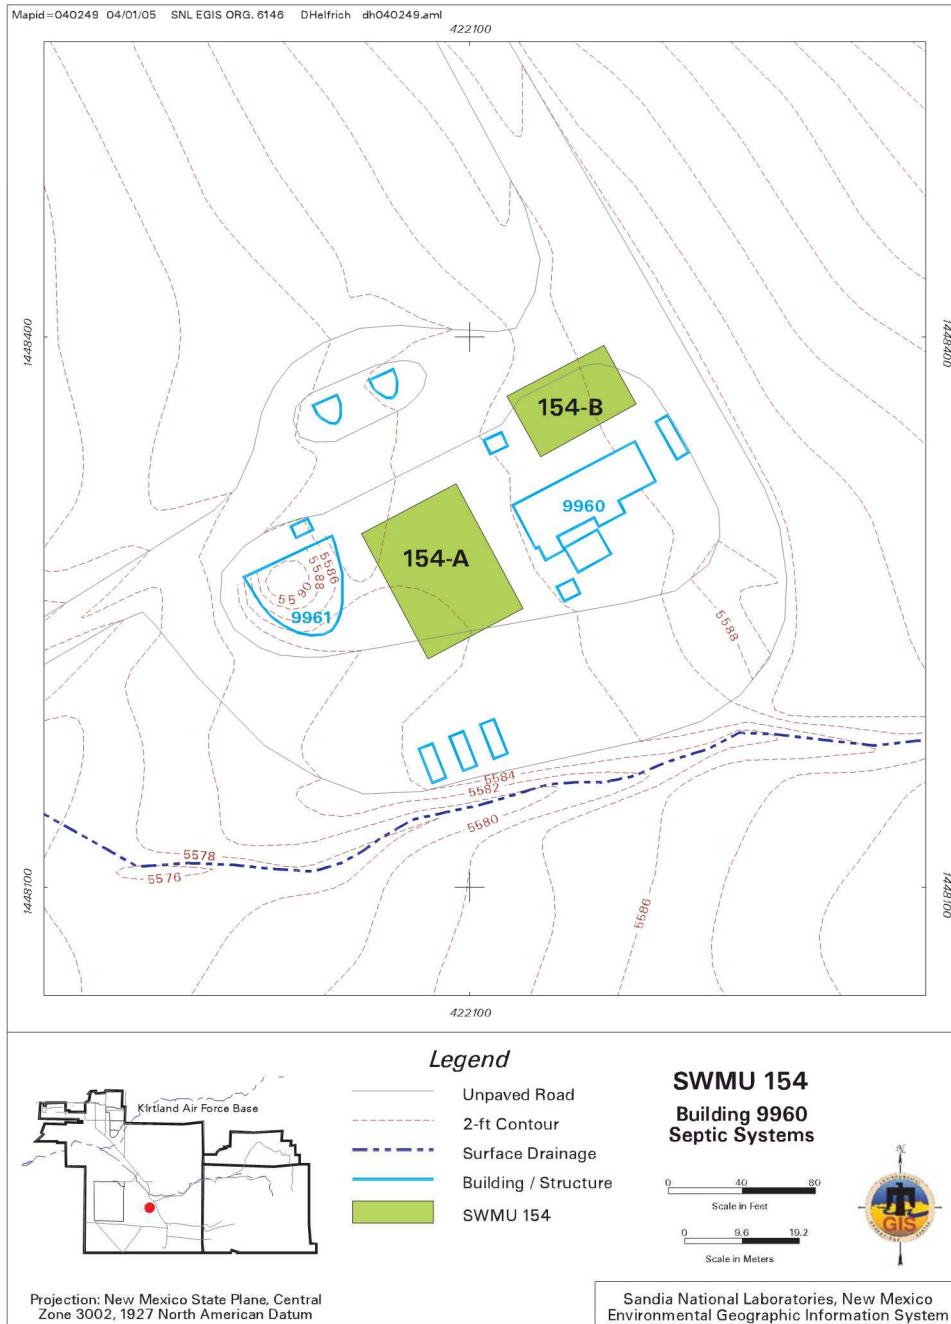 Mapid=040249 04/01/05 SNL EGIS ORG. 6146 DHelfrich dh040249.aml
422100
1448400
1448400
154-B
9960
154-A
5586
5588
5590
9961
5588
5584
5582
5580
5578
5576
5586
1448100
1448100
422100
Legend
Kirtland Air Force Base
Unpaved Road
2-ft Contour
Surface Drainage
Building / Structure
SWMU 154
SWMU 154
Building 9960
Septic Systems
0 40 80
Scale in Feet
0 9.6 19.2
Scale in Meters
N
GIS
Projection: New Mexico State Plane, Central
Zone 3002, 1927 North American Datum
Sandia National Laboratories, New Mexico
Environmental Geographic Information System